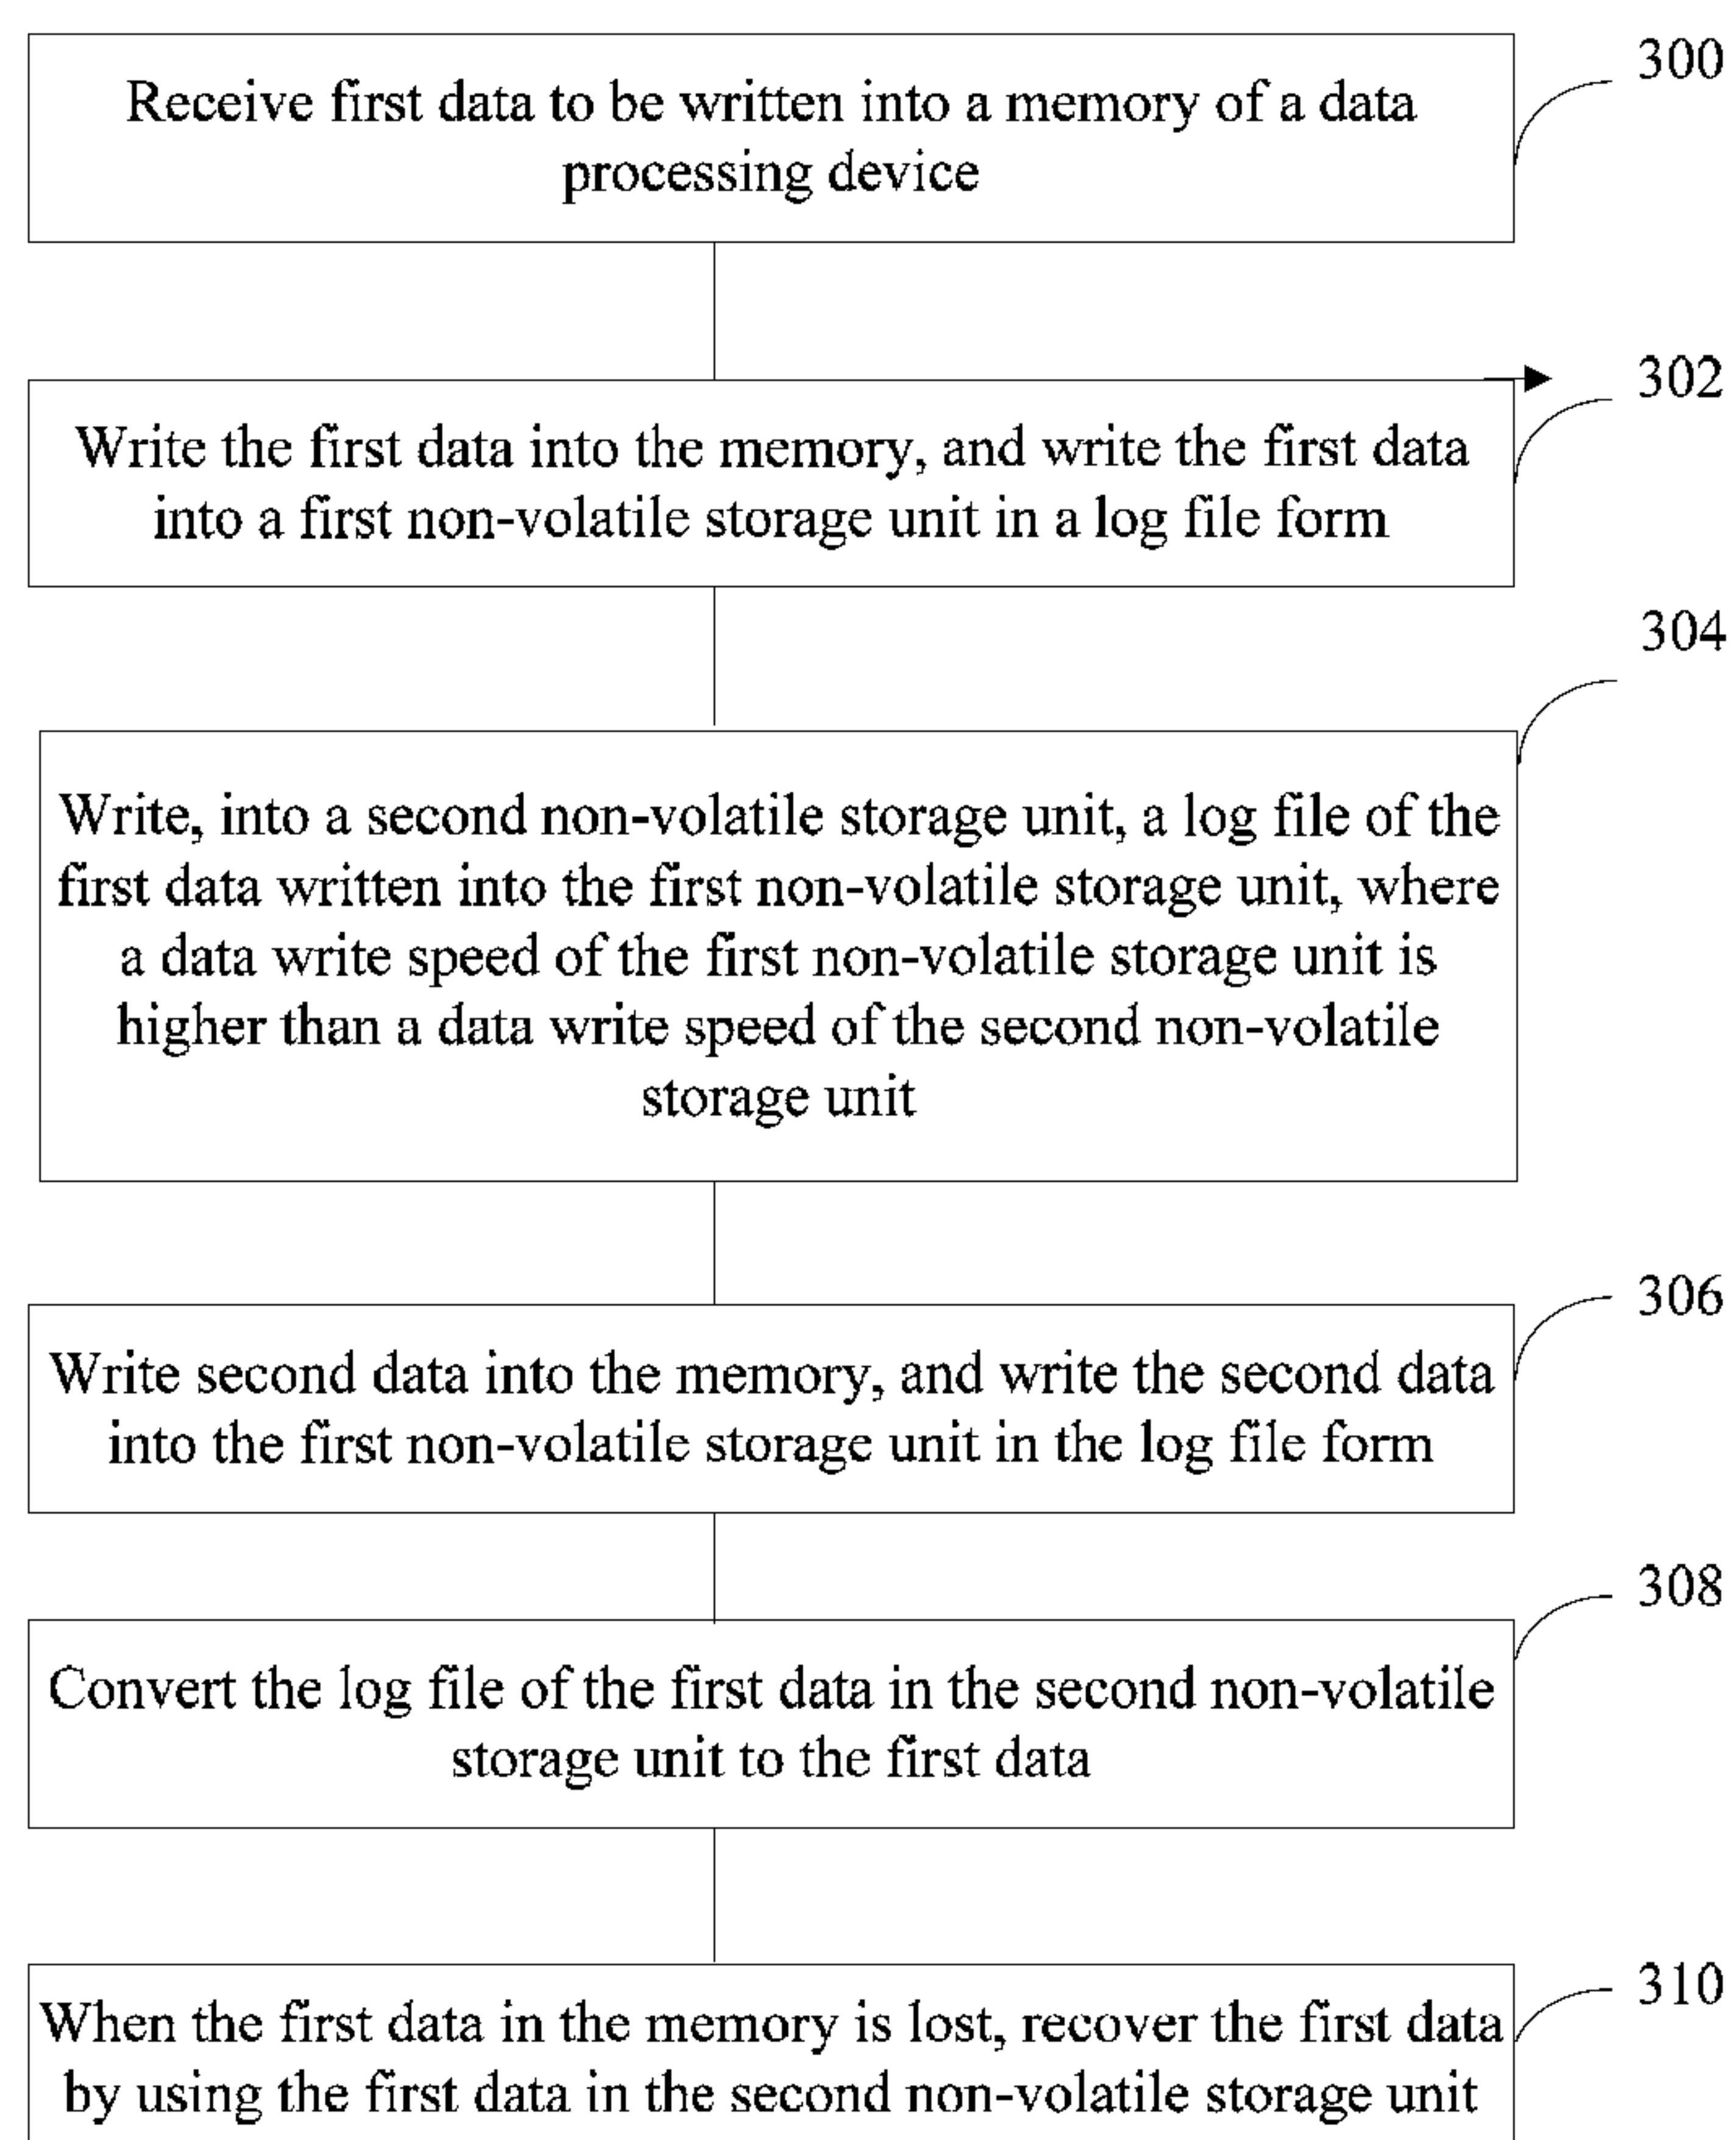 300
Receive first data to be written into a memory of a data
processing device
302
Write the first data into the memory, and write the first data
into a first non-volatile storage unit in a log file form
304
Write, into a second non-volatile storage unit, a log file of the
first data written into the first non-volatile storage unit, where
a data write speed of the first non-volatile storage unit is
higher than a data write speed of the second non-volatile
storage unit
306
Write second data into the memory, and write the second data
into the first non-volatile storage unit in the log file form
308
Convert the log file of the first data in the second non-volatile
storage unit to the first data
310
When the first data in the memory is lost, recover the first data
by using the first data in the second non-volatile storage unit